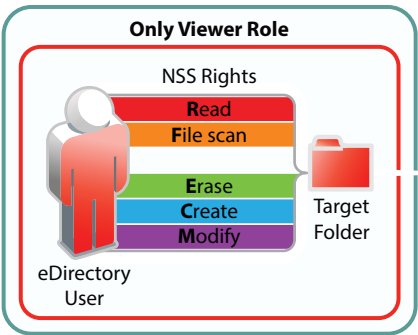 Only Viewer Role
NSS Rights
Read
File scan
Erase
Create
Modify
Target
Folder
eDirectory
User